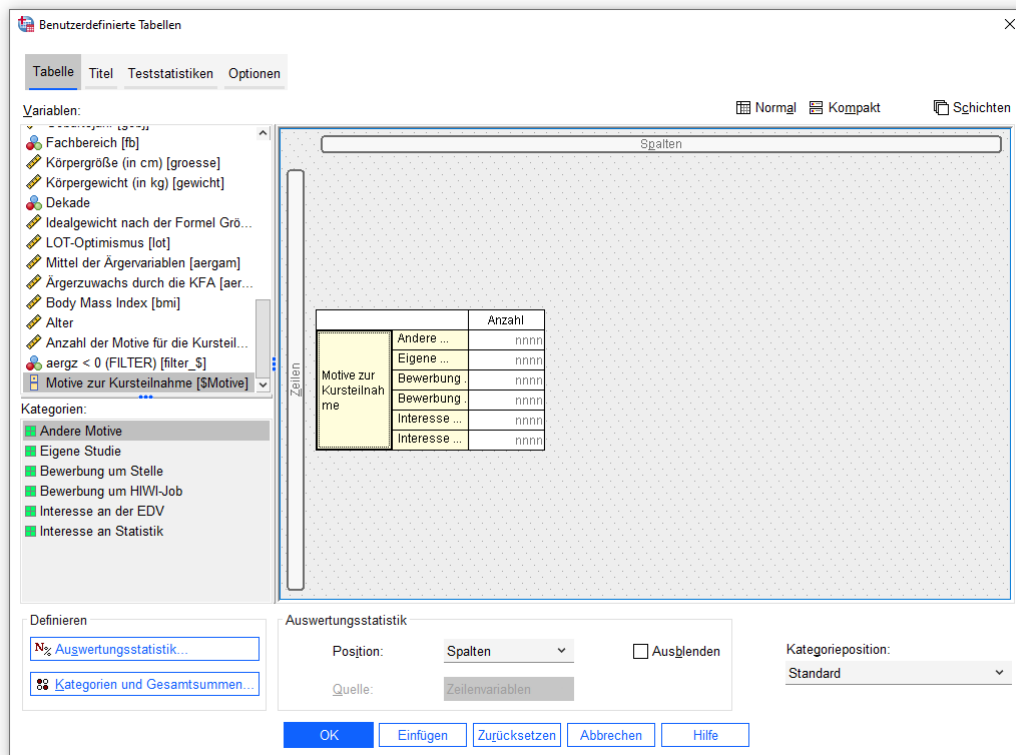 Benutzerdefinierte Tabellen
Tabelle Titel Teststatistiken Optionen
Variablen: Normal Kompakt Schichten
Fachbereich [fb]
Körpergröße (in cm) [groesse]
Körpergewicht (in kg) [gewicht]
Dekade
Idealgewicht nach der Formel Grö...
LOT-Optimismus [lot]
Mittel der Ärgervariablen [aergam]
Ärgerzuwachs durch die KFA [aer...
Body Mass Index [bmi]
Alter
Anzahl der Motive für die Kursteil...
aergz < 0 (FILTER) [filter_$]
Motive zur Kursteilnahme [$Motive]
Kategorien:
Andere Motive
Eigene Studie
Bewerbung um Stelle
Bewerbung um HIWI-Job
Interesse an der EDV
Interesse an Statistik
Spalten
Zeilen
Anzahl
Motive zur
Kursteilnah
me
Andere ... nnnn
Eigene ... nnnn
Bewerbung . nnnn
Bewerbung . nnnn
Interesse ... nnnn
Interesse ... nnnn
Definieren
N% Auswertungsstatistik...
Kategorien und Gesamtsummen...
Auswertungsstatistik
Position: Spalten Ausblenden
Quelle: Zeilenvariablen
Kategorieposition:
Standard
OK Einfügen Zurücksetzen Abbrechen Hilfe